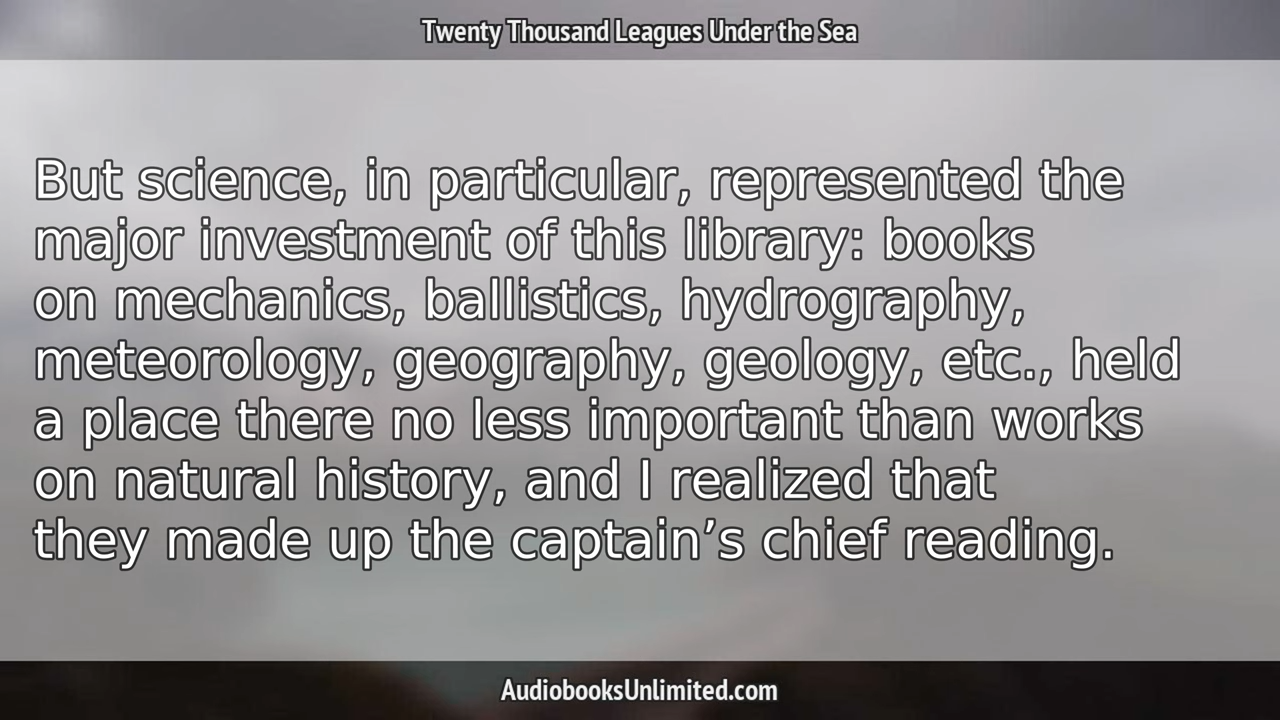 Twenty Thousand Leagues Under the Sea
But science, in particular, represented the
major investment of this library: books
on mechanics, ballistics, hydrography,
meteorology, geography, geology, etc., held
a place there no less important than works
on natural history, and I realized that
they made up the captain’s chief reading.
AudiobooksUnlimited.com